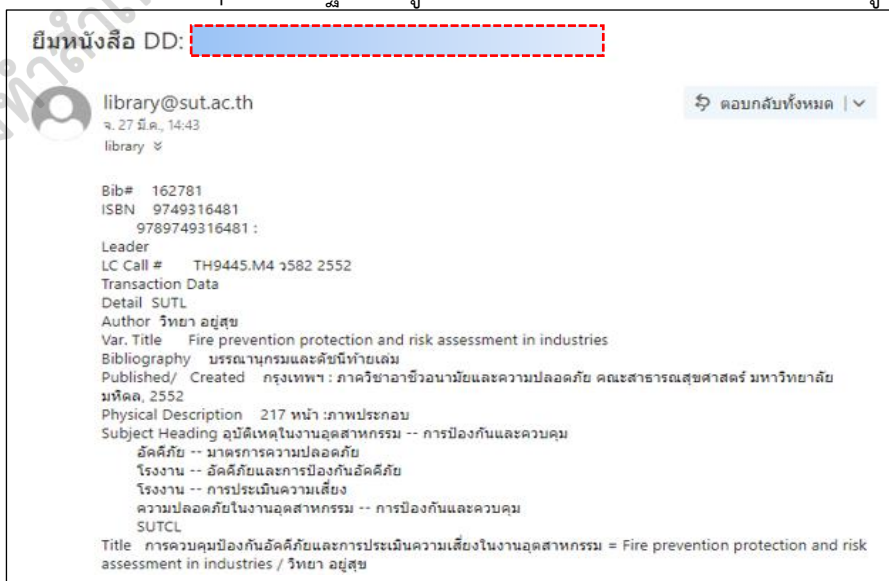 ยืมหนังสือ DD:
library@sut.ac.th
จ. 27 มี.ค., 14:43
library
ตอบกลับทั้งหมด
Bib# 162781
ISBN 9749316481
9789749316481 :
Leader
LC Call # TH9445.M4 ว582 2552
Transaction Data
Detail SUTL
Author วิทยา อยู่สุข
Var. Title Fire prevention protection and risk assessment in industries
Bibliography บรรณานุกรมและดัชนีท้ายเล่ม
Published/ Created กรุงเทพฯ : ภาควิชาอาชีวอนามัยและความปลอดภัย คณะสาธารณสุขศาสตร์ มหาวิทยาลัย
มหิดล, 2552
Physical Description 217 หน้า :ภาพประกอบ
Subject Heading อุบัติเหตุในงานอุตสาหกรรม -- การป้องกันและควบคุม
อัคคีภัย -- มาตรการความปลอดภัย
โรงงาน -- อัคคีภัยและการป้องกันอัคคีภัย
โรงงาน -- การประเมินความเสี่ยง
ความปลอดภัยในงานอุตสาหกรรม -- การป้องกันและควบคุม
SUTCL
Title การควบคุมป้องกันอัคคีภัยและการประเมินความเสี่ยงในงานอุตสาหกรรม = Fire prevention protection and risk
assessment in industries / วิทยา อยู่สุข